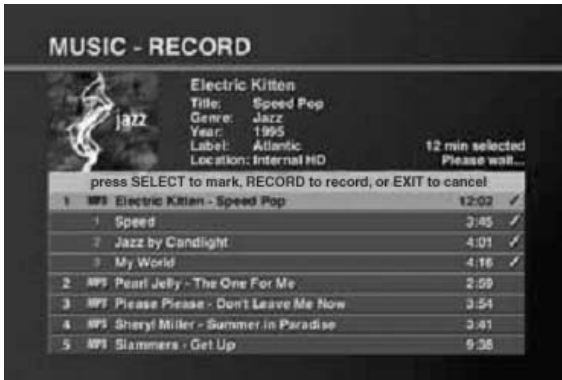 MUSIC - RECORD
jazz
Electric Kitten
Title: Speed Pop
Genre: Jazz
Year: 1995
Label: Atlantic
Location: Internal HD
12 min selected
Please wait...
press SELECT to mark, RECORD to record, or EXIT to cancel
1 MP3 Electric Kitten - Speed Pop 12:02 ✓
1 Speed 3:45 ✓
2 Jazz by Candlight 4:01 ✓
3 My World 4:16 ✓
2 MP3 Pearl Jelly - The One For Me 2:59
3 MP3 Please Please - Don't Leave Me Now 3:54
4 MP3 Sheryl Miller - Summer in Paradise 3:41
5 MP3 Slammers - Get Up 9:38